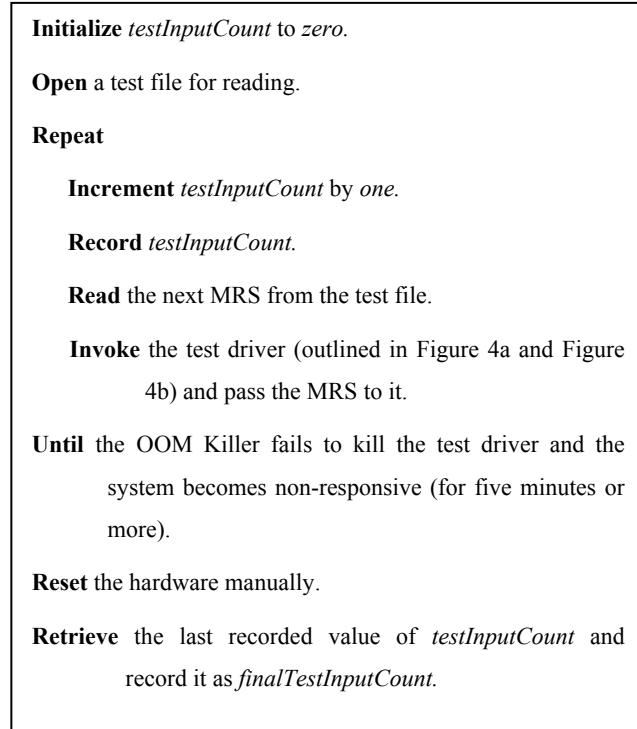 Initialize testInputCount to zero.
Open a test file for reading.
Repeat
Increment testInputCount by one.
Record testInputCount.
Read the next MRS from the test file.
Invoke the test driver (outlined in Figure 4a and Figure
4b) and pass the MRS to it.
Until the OOM Killer fails to kill the test driver and the
system becomes non-responsive (for five minutes or
more).
Reset the hardware manually.
Retrieve the last recorded value of testInputCount and
record it as finalTestInputCount.